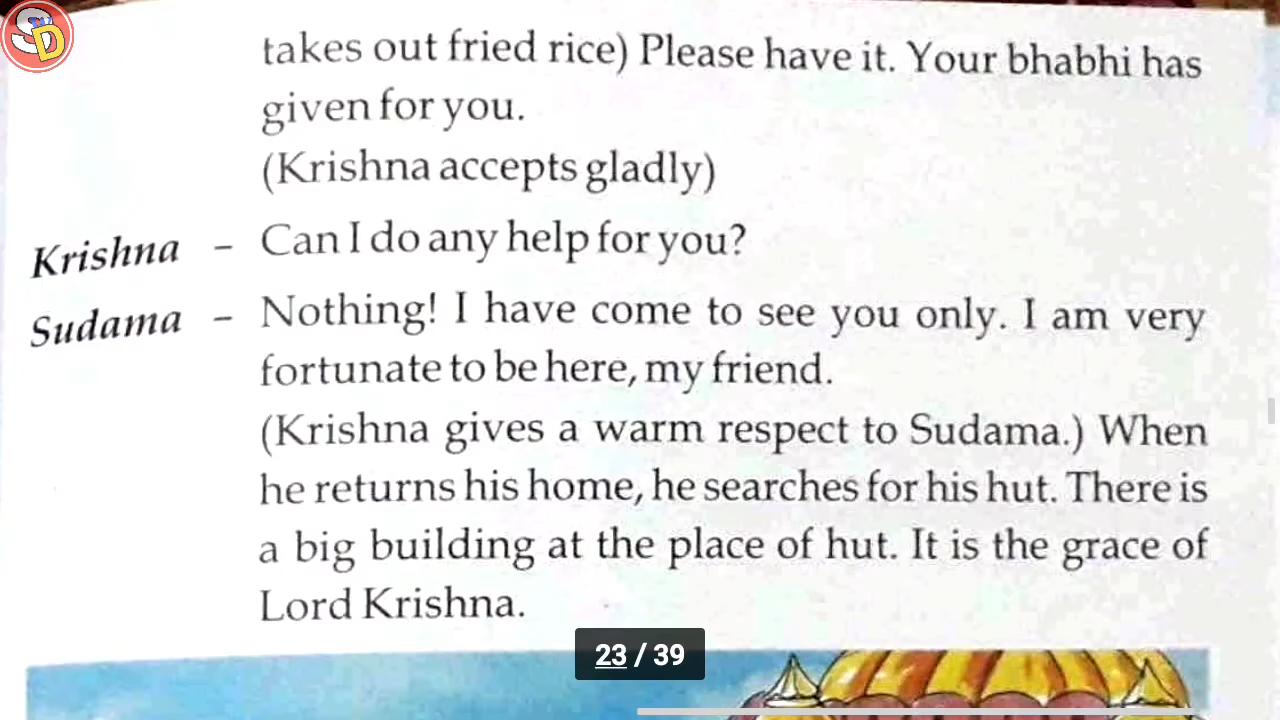 SD
takes out fried rice) Please have it. Your bhabhi has
given for you.
(Krishna accepts gladly)
Krishna – Can I do any help for you?
Sudama – Nothing! I have come to see you only. I am very
fortunate to be here, my friend.
(Krishna gives a warm respect to Sudama.) When
he returns his home, he searches for his hut. There is
a big building at the place of hut. It is the grace of
Lord Krishna.
23 / 39